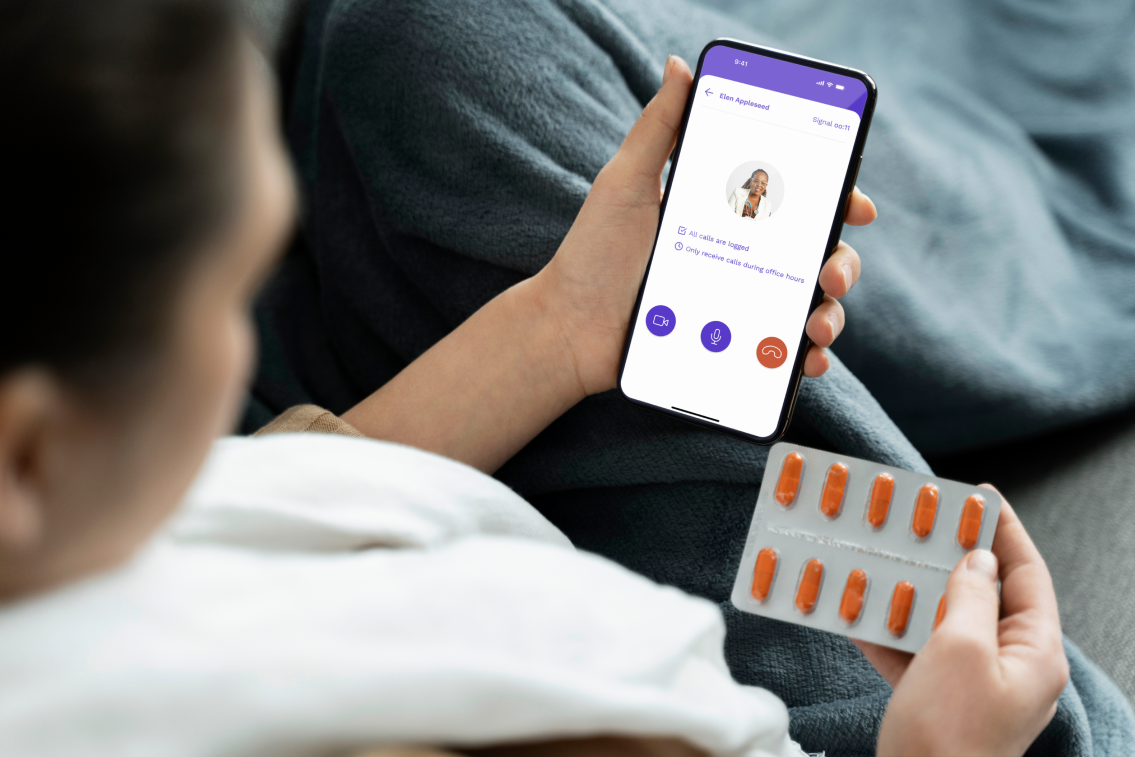 9:41
Elen Appleseed
Signal 00:11
All calls are logged
Only receive calls during office hours